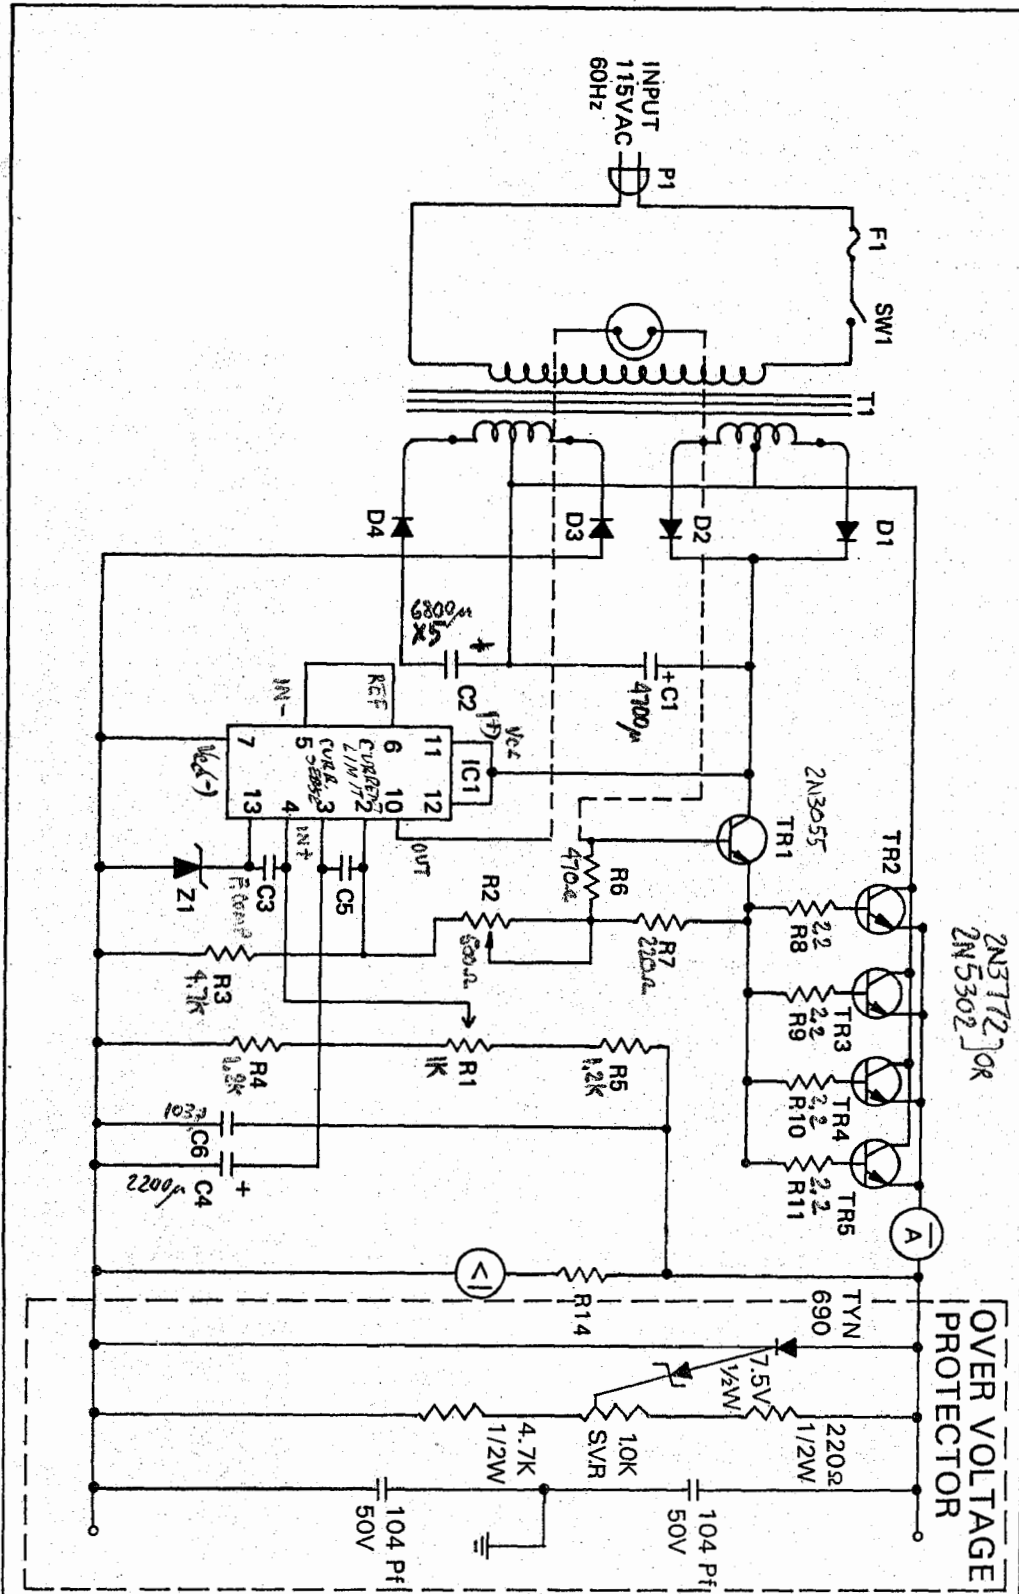 INPUT
115VAC
60Hz
P1
F1
SW1
T1
D1
D2
D3
D4
+C1
4700µ
6800µ
X5
+
C2
2N3055
TR1
TR2
2N3772
2N5302 ] OR
TR3
TR4
TR5
2.2
R8
2.2
R9
2.2
R10
2.2
R11
R7
220Ω
R6
470Ω
R2
500Ω
IC1
11
12
6
10
5
2
3
7
13
4
REF
IN-
CURRENT
LIMIT
CURR.
SENSE
OUT
IN+
C3
C5
Z1
R3
4.7K
R4
R1
1K
R5
1.2K
C6
C4
+
2200µ
A
V
R14
OVER VOLTAGE
PROTECTOR
TYN
690
7.5V
½W
220Ω
1/2W
1.0K
S.V.R
4.7K
1/2W
104 Pf
50V
104 Pf
50V